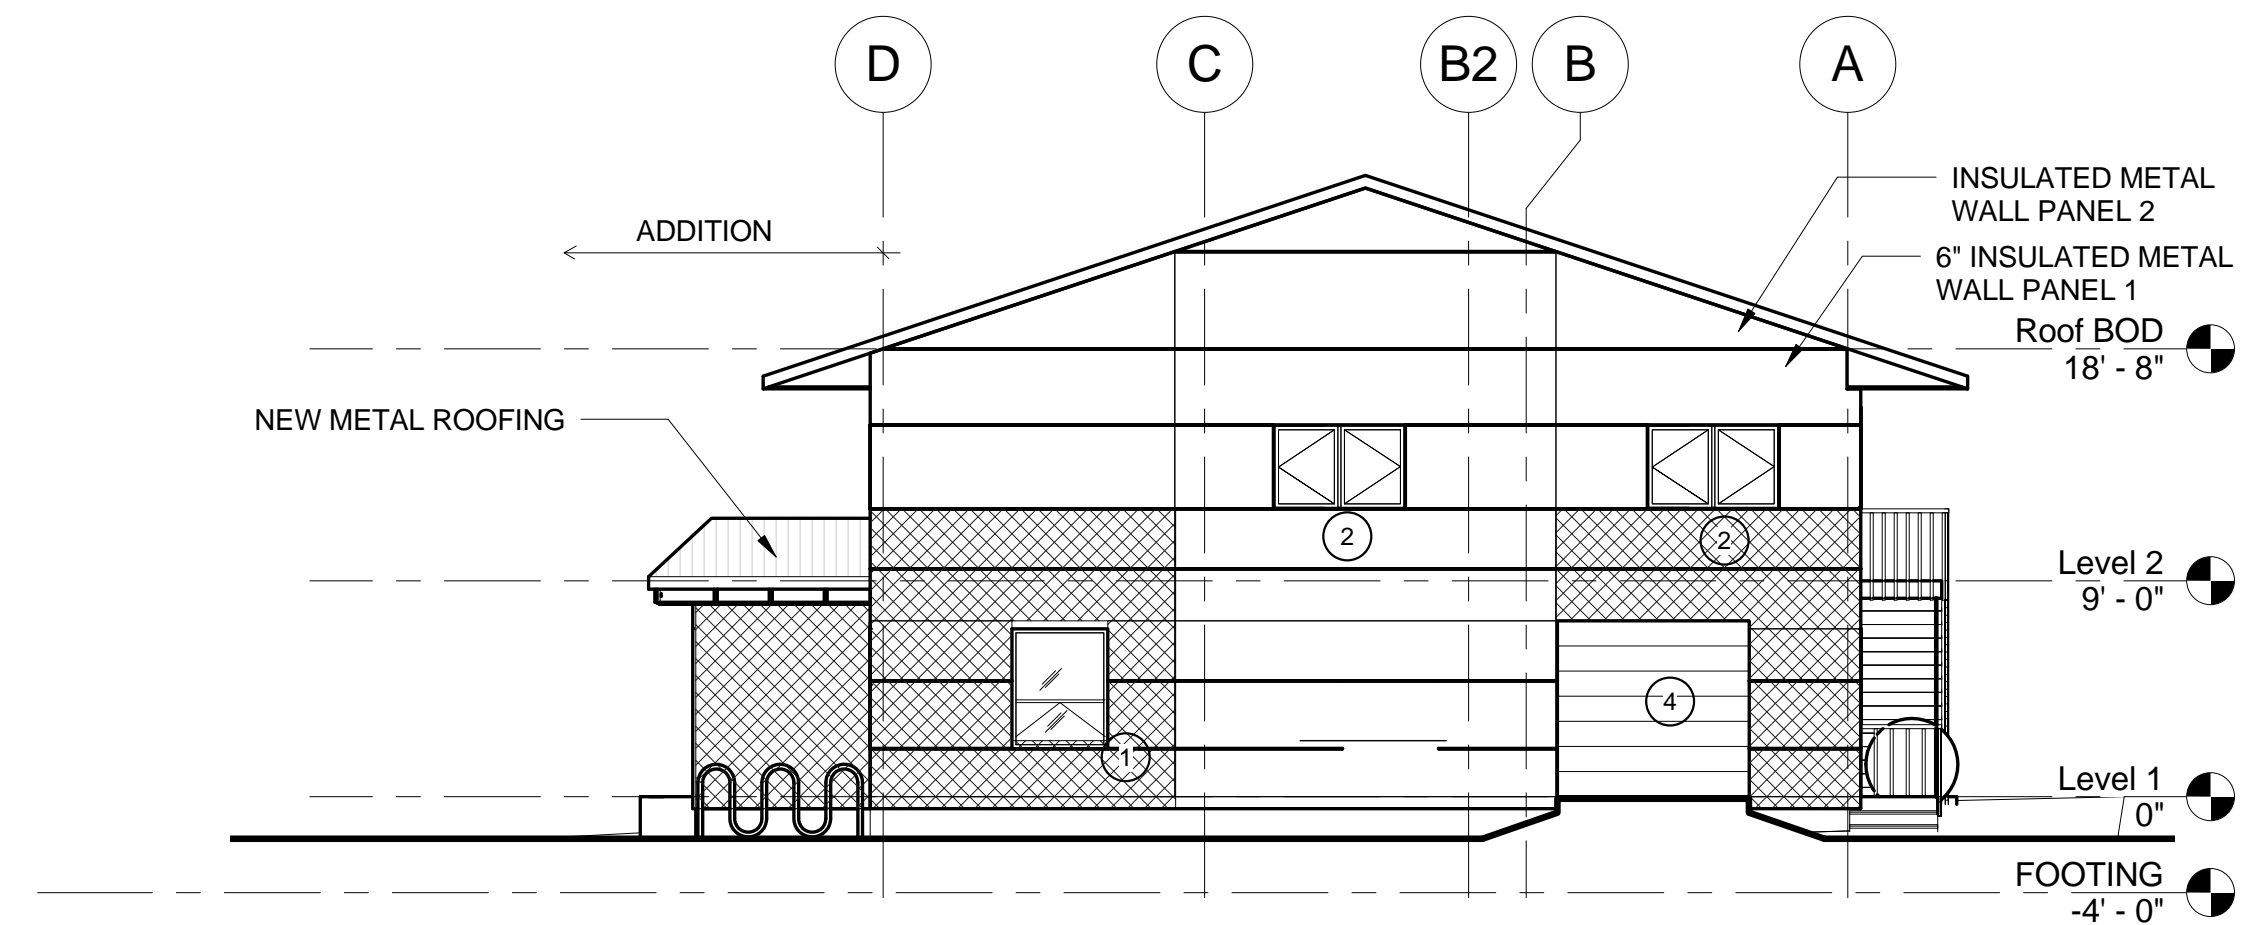 D
C
B2
B
A
ADDITION
INSULATED METAL
WALL PANEL 2
6" INSULATED METAL
WALL PANEL 1
Roof BOD
18' - 8"
NEW METAL ROOFING
2
2
Level 2
9' - 0"
4
1
Level 1
0"
FOOTING
-4' - 0"